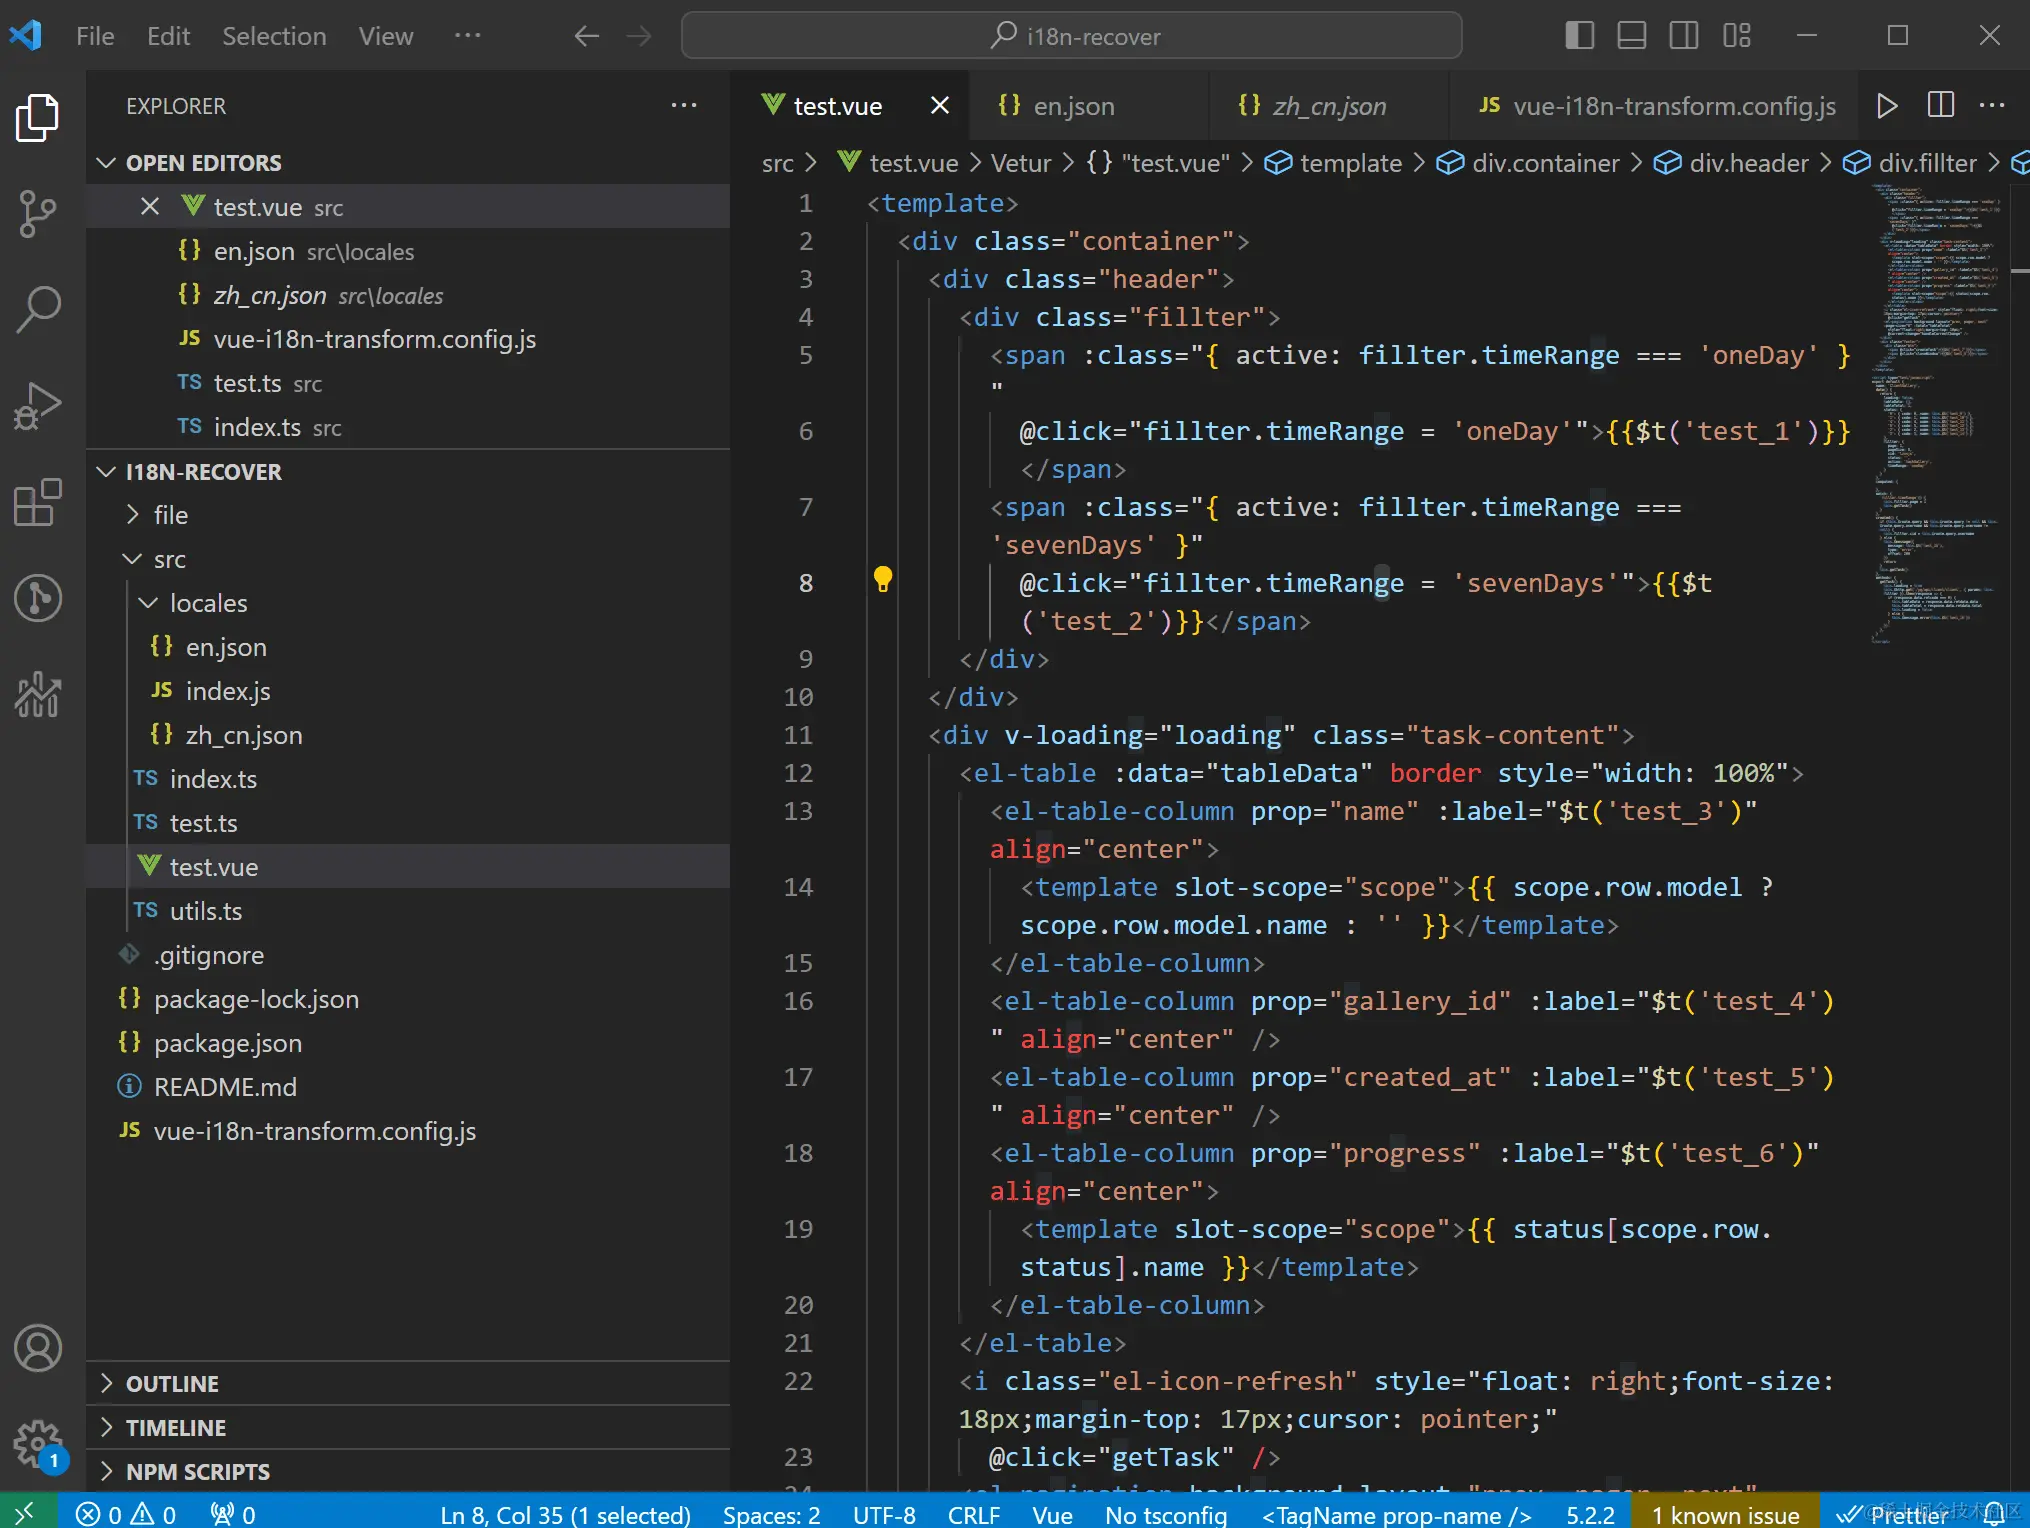 File Edit Selection View ··· i18n-recover
EXPLORER ···
OPEN EDITORS
test.vue src
en.json src\locales
zh_cn.json src\locales
JS vue-i18n-transform.config.js
TS test.ts src
TS index.ts src
I18N-RECOVER
file
src
locales
{} en.json
JS index.js
{} zh_cn.json
TS index.ts
TS test.ts
test.vue
TS utils.ts
.gitignore
{} package-lock.json
{} package.json
README.md
JS vue-i18n-transform.config.js
OUTLINE
TIMELINE
NPM SCRIPTS
1
test.vue {} en.json {} zh_cn.json JS vue-i18n-transform.config.js ···
src > test.vue > Vetur > {} "test.vue" > template > div.container > div.header > div.fillter >
1 <template>
2 <div class="container">
3 <div class="header">
4 <div class="fillter">
5 <span :class="{ active: fillter.timeRange === 'oneDay' }
"
6 @click="fillter.timeRange = 'oneDay'">{{$t('test_1')}}
</span>
7 <span :class="{ active: fillter.timeRange ===
'sevenDays' }"
8 @click="fillter.timeRange = 'sevenDays'">{{$t
('test_2')}}</span>
9 </div>
10 </div>
11 <div v-loading="loading" class="task-content">
12 <el-table :data="tableData" border style="width: 100%">
13 <el-table-column prop="name" :label="$t('test_3')"
align="center">
14 <template slot-scope="scope">{{ scope.row.model ?
scope.row.model.name : '' }}</template>
15 </el-table-column>
16 <el-table-column prop="gallery_id" :label="$t('test_4')
" align="center" />
17 <el-table-column prop="created_at" :label="$t('test_5')
" align="center" />
18 <el-table-column prop="progress" :label="$t('test_6')"
align="center">
19 <template slot-scope="scope">{{ status[scope.row.
status].name }}</template>
20 </el-table-column>
21 </el-table>
22 <i class="el-icon-refresh" style="float: right;font-size:
18px;margin-top: 17px;cursor: pointer;"
23 @click="getTask" />
0 0 0 Ln 8, Col 35 (1 selected) Spaces: 2 UTF-8 CRLF Vue No tsconfig <TagName prop-name /> 5.2.2 1 known issue Prettier
@稀土掘金技术社区